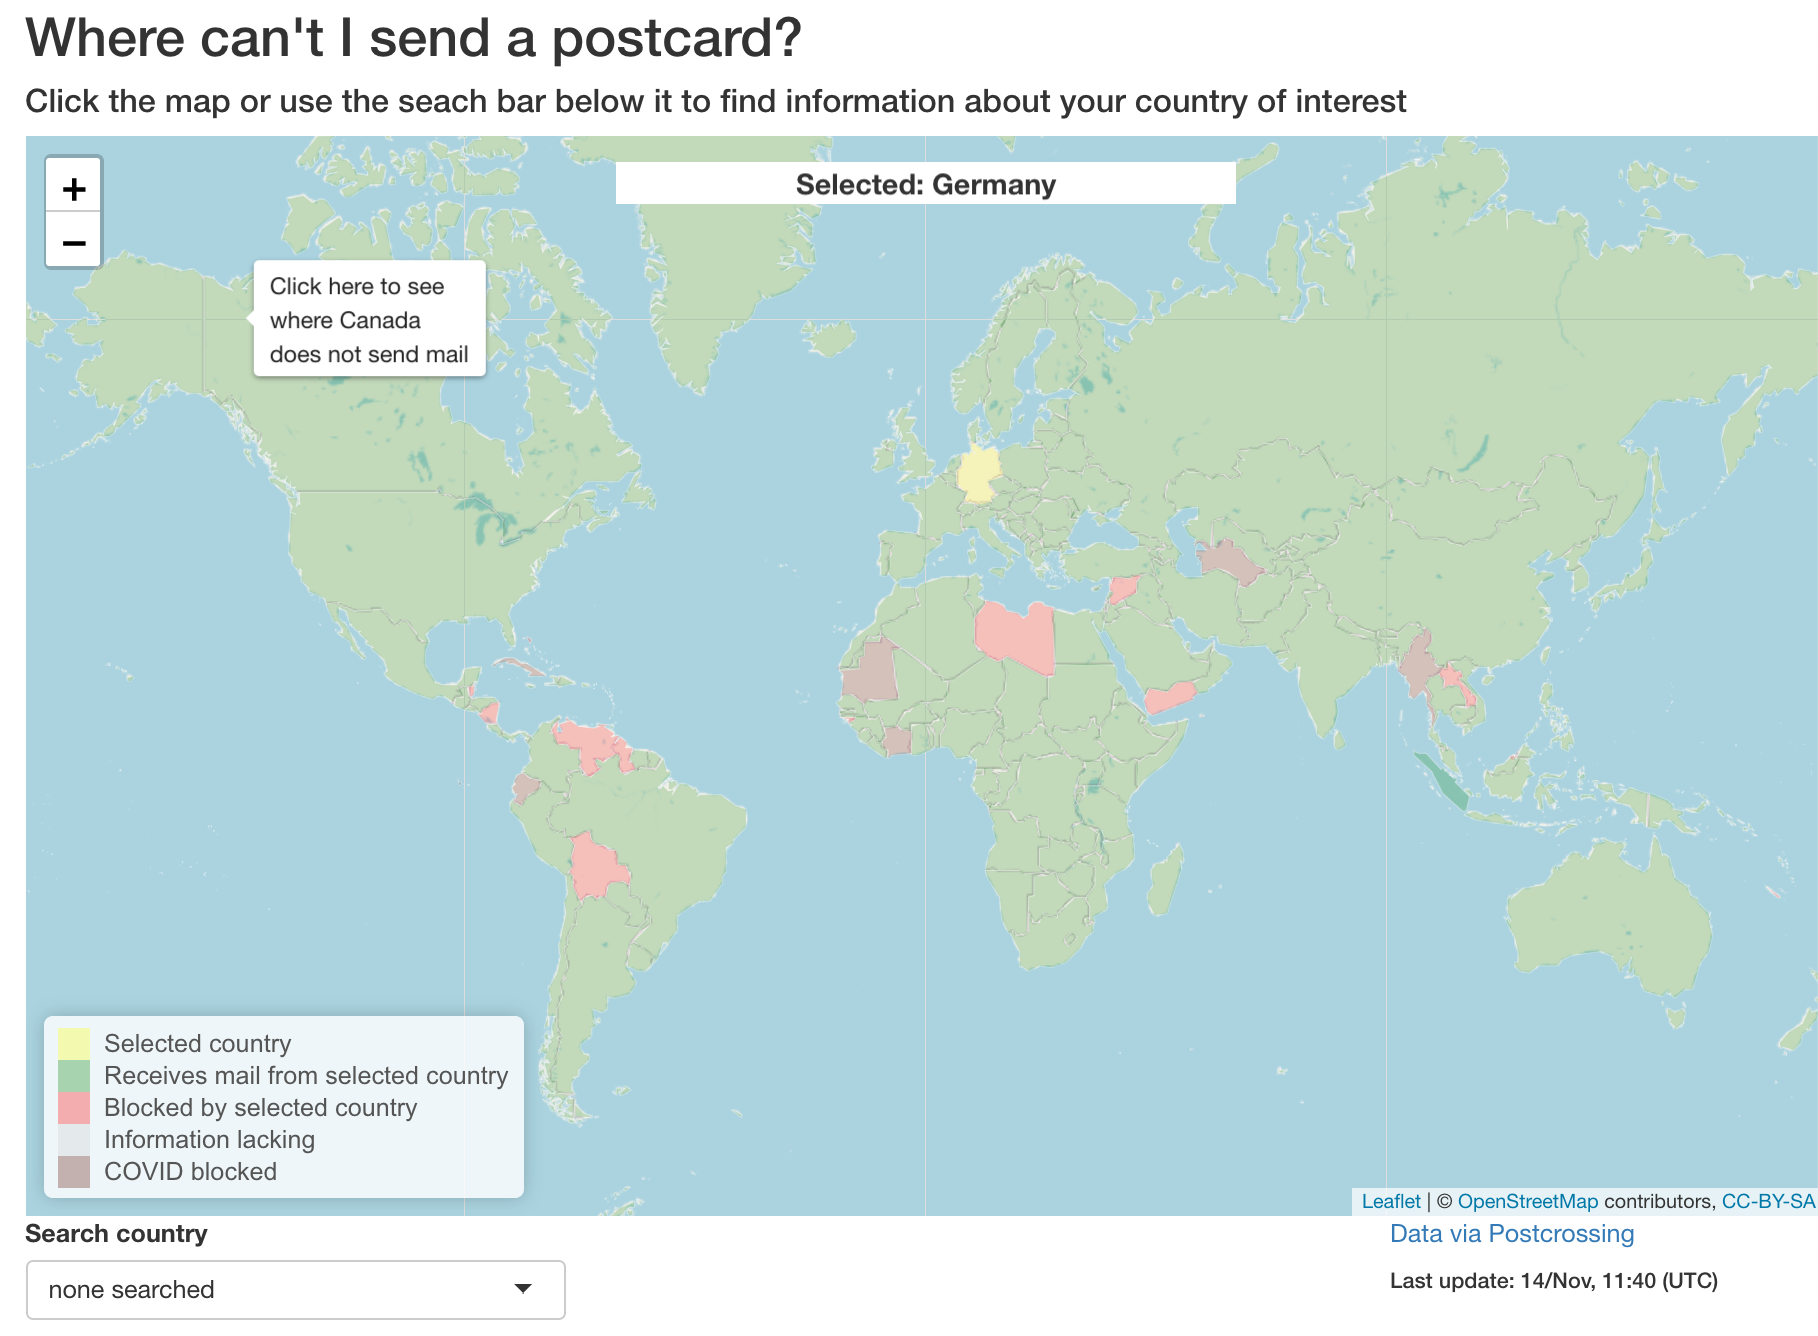 Where can't I send a postcard?
Click the map or use the seach bar below it to find information about your country of interest
+
−
Selected: Germany
Click here to see
where Canada
does not send mail
Selected country
Receives mail from selected country
Blocked by selected country
Information lacking
COVID blocked
Leaflet | © OpenStreetMap contributors, CC-BY-SA
Search country
Data via Postcrossing
none searched
Last update: 14/Nov, 11:40 (UTC)